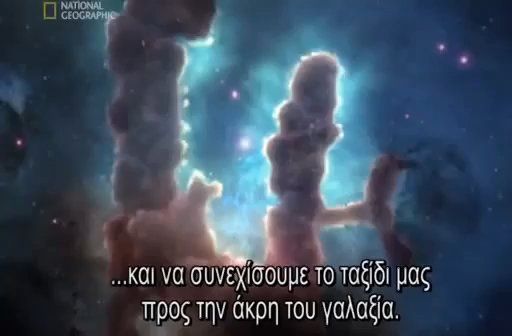 NATIONAL
GEOGRAPHIC
...και να συνεχίσουμε το ταξίδι μας
προς την άκρη του γαλαξία.